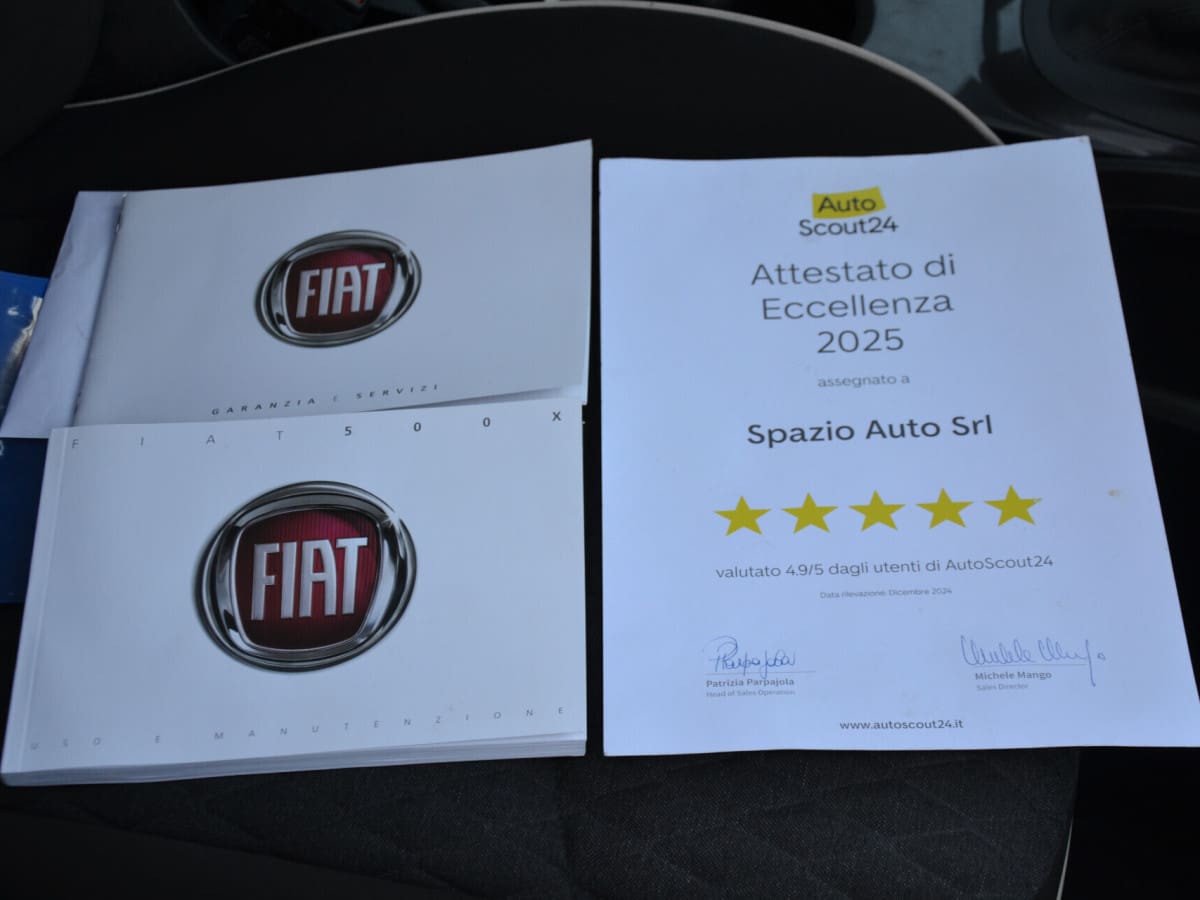 FIAT
GARANZIA E SERVIZI
FIAT 500X
FIAT
USO E MANUTENZIONE
Auto
Scout24
Attestato di
Eccellenza
2025
assegnato a
Spazio Auto Srl
valutato 4.9/5 dagli utenti di AutoScout24
Data rilevazione: Dicembre 2024
Patrizia Parpajola
Head of Sales Operation
Michele Mango
Sales Director
www.autoscout24.it